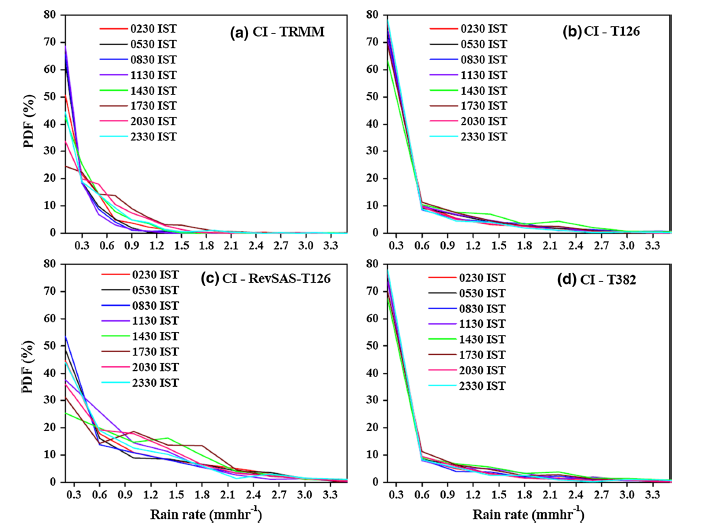 80
70
60
50
40
30
20
10
0
PDF (%)
(a) CI - TRMM
0230 IST
0530 IST
0830 IST
1130 IST
1430 IST
1730 IST
2030 IST
2330 IST
0.3 0.6 0.9 1.2 1.5 1.8 2.1 2.4 2.7 3.0 3.3
80
70
60
50
40
30
20
10
0
(b) CI - T126
0230 IST
0530 IST
0830 IST
1130 IST
1430 IST
1730 IST
2030 IST
2330 IST
0.3 0.6 0.9 1.2 1.5 1.8 2.1 2.4 2.7 3.0 3.3
80
70
60
50
40
30
20
10
0
PDF (%)
(c) CI - RevSAS-T126
0230 IST
0530 IST
0830 IST
1130 IST
1430 IST
1730 IST
2030 IST
2330 IST
0.3 0.6 0.9 1.2 1.5 1.8 2.1 2.4 2.7 3.0 3.3
Rain rate (mmhr⁻¹)
80
70
60
50
40
30
20
10
0
(d) CI - T382
0230 IST
0530 IST
0830 IST
1130 IST
1430 IST
1730 IST
2030 IST
2330 IST
0.3 0.6 0.9 1.2 1.5 1.8 2.1 2.4 2.7 3.0 3.3
Rain rate (mmhr⁻¹)